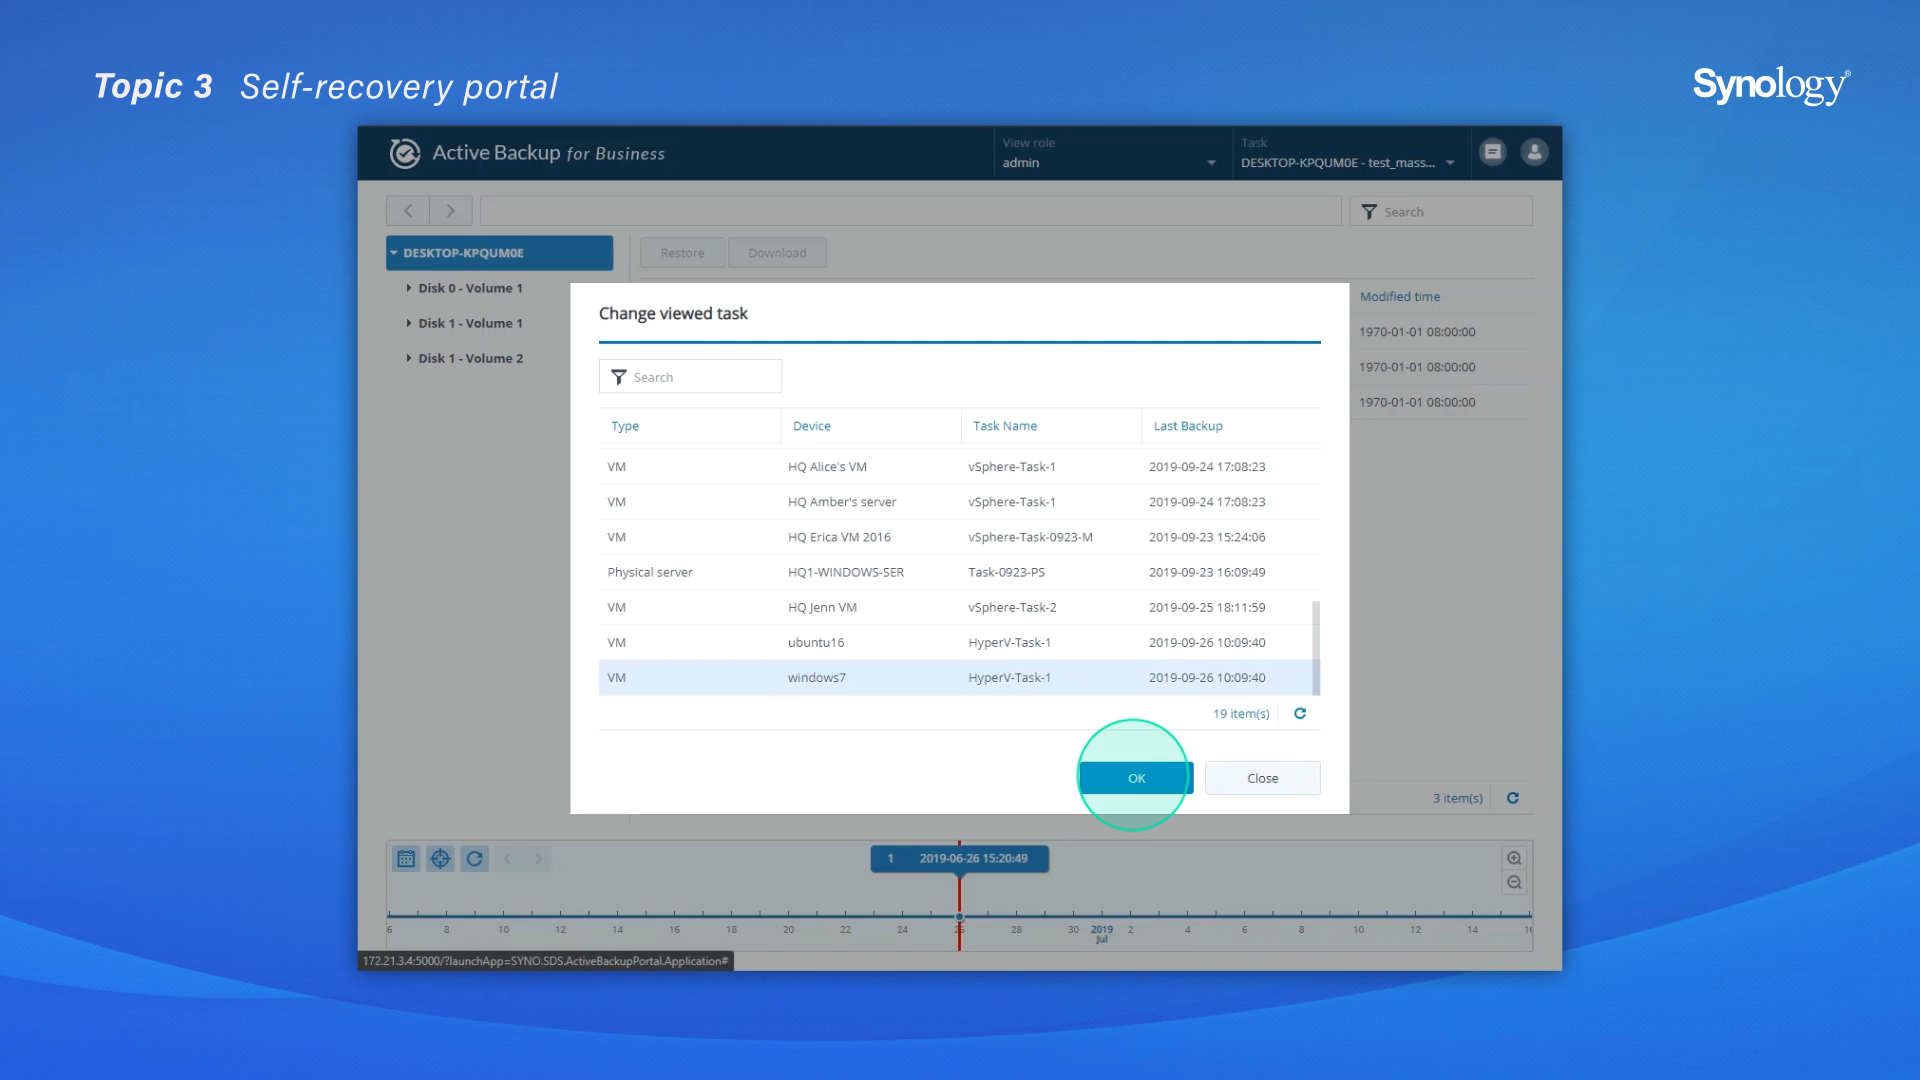 Topic 3 Self-recovery portal
Synology®
Active Backup for Business
View role
admin
Task
DESKTOP-KPQUM0E - test_mass...
Search
DESKTOP-KPQUM0E
Restore
Download
Disk 0 - Volume 1
Disk 1 - Volume 1
Disk 1 - Volume 2
Modified time
1970-01-01 08:00:00
1970-01-01 08:00:00
1970-01-01 08:00:00
Change viewed task
Search
Type Device Task Name Last Backup
VM HQ Alice's VM vSphere-Task-1 2019-09-24 17:08:23
VM HQ Amber's server vSphere-Task-1 2019-09-24 17:08:23
VM HQ Erica VM 2016 vSphere-Task-0923-M 2019-09-23 15:24:06
Physical server HQ1-WINDOWS-SER Task-0923-PS 2019-09-23 16:09:49
VM HQ Jenn VM vSphere-Task-2 2019-09-25 18:11:59
VM ubuntu16 HyperV-Task-1 2019-09-26 10:09:40
VM windows7 HyperV-Task-1 2019-09-26 10:09:40
19 item(s)
OK Close
3 item(s)
1 2019-06-26 15:20:49
6 8 10 12 14 16 18 20 22 24 26 28 30 2019 2 4 6 8 10 12 14
Jul
172.21.3.4:5000/?launchApp=SYNO.SDS.ActiveBackupPortal.Application#